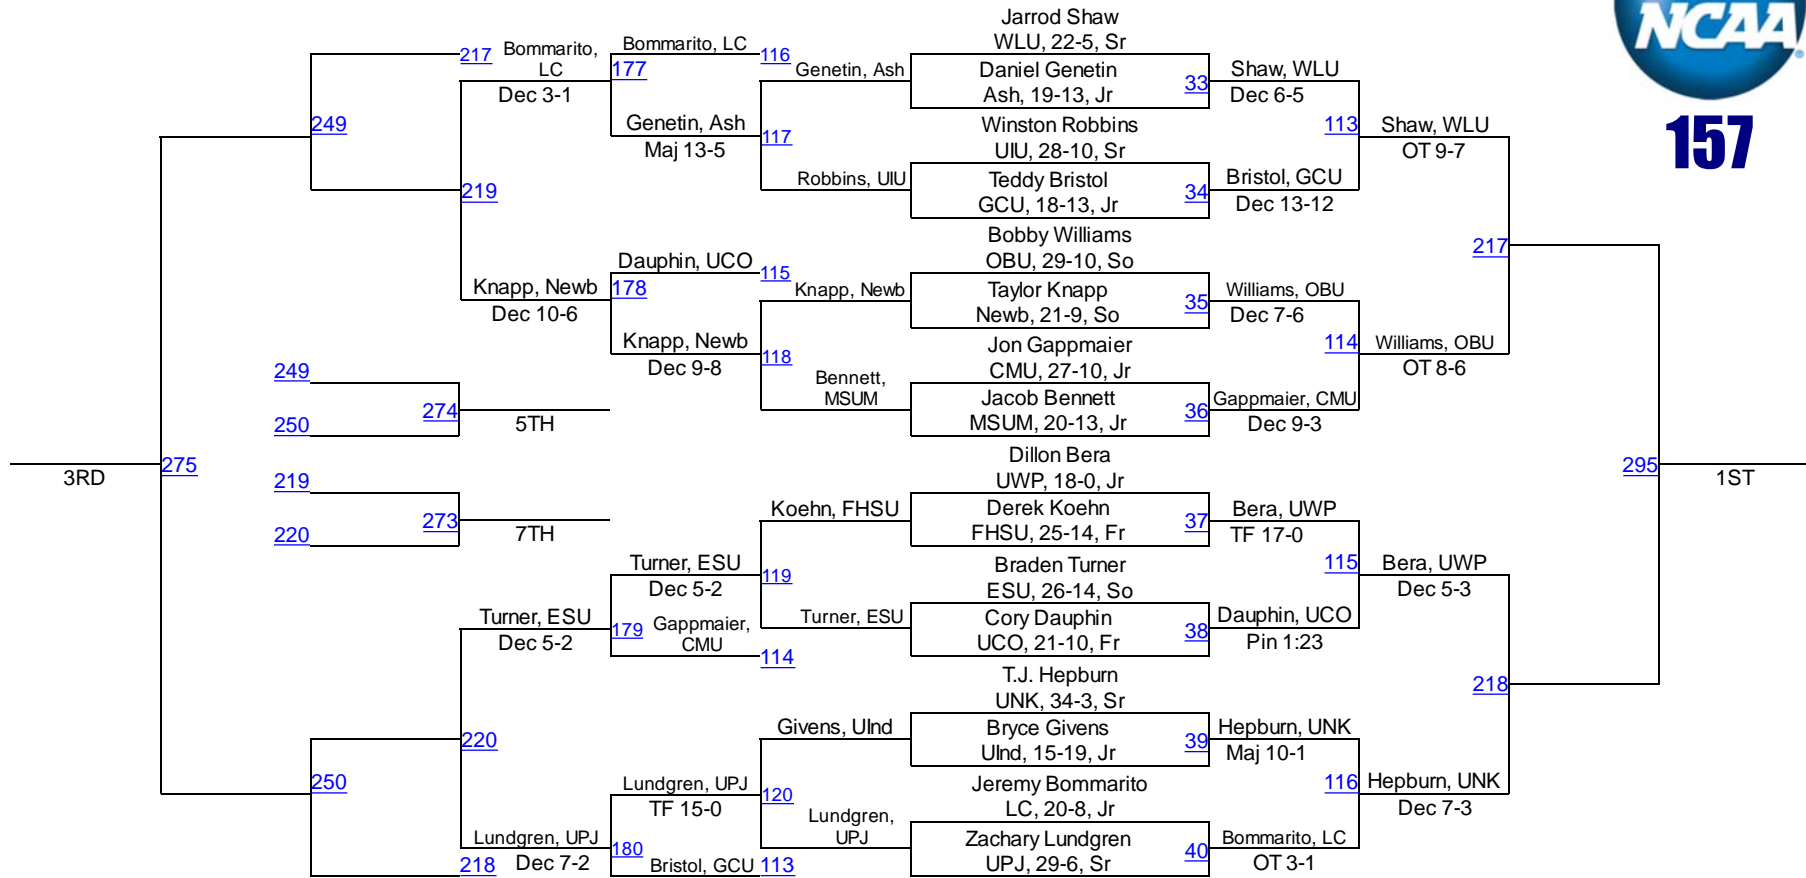 NCAA
157
217
Bommarito,
LC
Dec 3-1
Bommarito, LC
177
116
Genetin, Ash
Maj 13-5
117
249
219
Genetin, Ash
Robbins, UIU
Knapp, Newb
Dec 10-6
Dauphin, UCO
178
115
Knapp, Newb
Dec 9-8
118
Knapp, Newb
Bennett,
MSUM
249
250
274
5TH
3RD
275
219
220
273
7TH
Turner, ESU
Dec 5-2
Turner, ESU
Dec 5-2
119
179
Gappmaier,
CMU
114
Koehn, FHSU
Turner, ESU
220
250
Lundgren, UPJ
Dec 7-2
218
Lundgren, UPJ
TF 15-0
120
180
Bristol, GCU
113
Givens, UInd
Lundgren,
UPJ
Jarrod Shaw
WLU, 22-5, Sr
Daniel Genetin
Ash, 19-13, Jr
33
Winston Robbins
UIU, 28-10, Sr
Teddy Bristol
GCU, 18-13, Jr
34
Bobby Williams
OBU, 29-10, So
Taylor Knapp
Newb, 21-9, So
35
Jon Gappmaier
CMU, 27-10, Jr
Jacob Bennett
MSUM, 20-13, Jr
36
Dillon Bera
UWP, 18-0, Jr
Derek Koehn
FHSU, 25-14, Fr
37
Braden Turner
ESU, 26-14, So
Cory Dauphin
UCO, 21-10, Fr
38
T.J. Hepburn
UNK, 34-3, Sr
Bryce Givens
UInd, 15-19, Jr
39
Jeremy Bommarito
LC, 20-8, Jr
Zachary Lundgren
UPJ, 29-6, Sr
40
Shaw, WLU
Dec 6-5
113
Bristol, GCU
Dec 13-12
Williams, OBU
Dec 7-6
114
Gappmaier, CMU
Dec 9-3
Bera, UWP
TF 17-0
115
Dauphin, UCO
Pin 1:23
Hepburn, UNK
Maj 10-1
116
Bommarito, LC
OT 3-1
Shaw, WLU
OT 9-7
217
Williams, OBU
OT 8-6
Bera, UWP
Dec 5-3
218
Hepburn, UNK
Dec 7-3
295
1ST